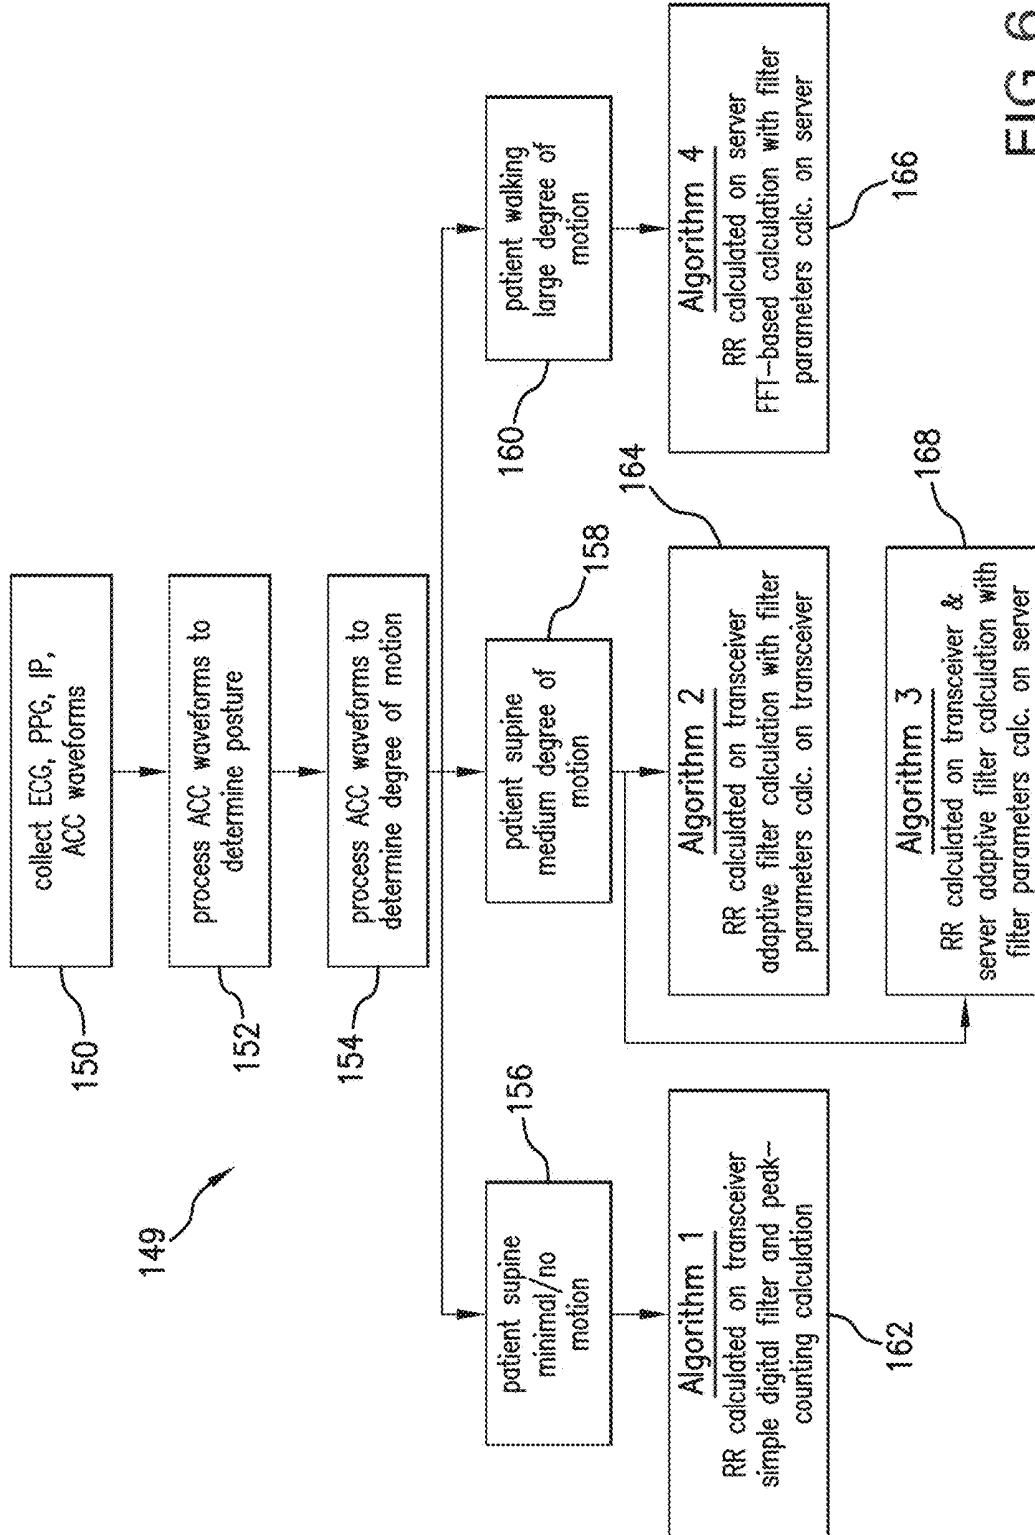 149
150
collect ECG, PPG, IP,
ACC waveforms
152
process ACC waveforms to
determine posture
154
process ACC waveforms to
determine degree of motion
156
patient supine
minimal/no
motion
158
patient supine
medium degree of
motion
160
patient walking
large degree of
motion
Algorithm 1
RR calculated on transceiver
simple digital filter and peak-
counting calculation
162
Algorithm 2
RR calculated on transceiver
adaptive filter calculation with filter
parameters calc. on transceiver
164
Algorithm 4
RR calculated on server
FFT-based calculation with filter
parameters calc. on server
166
Algorithm 3
RR calculated on transceiver &
server adaptive filter calculation with
filter parameters calc. on server
168
FIG 6